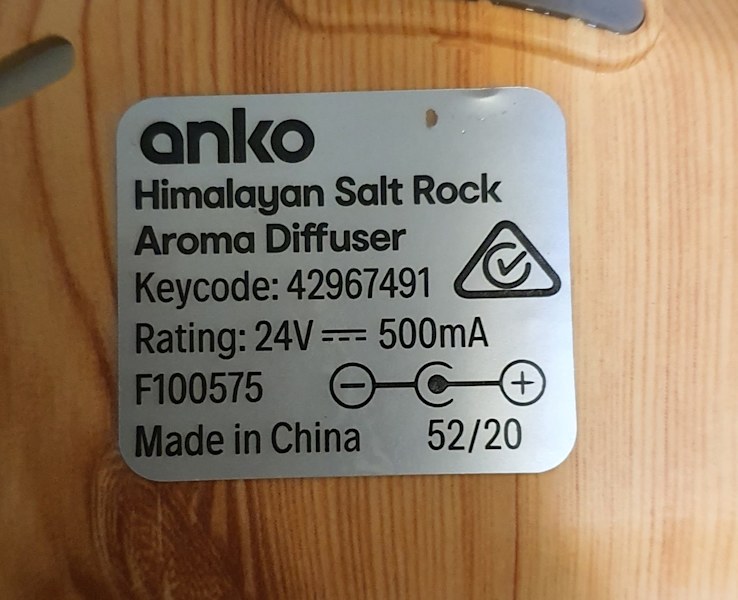 anko
Himalayan Salt Rock
Aroma Diffuser
Keycode: 42967491
Rating: 24V ⎓ 500mA
F100575
Made in China 52/20